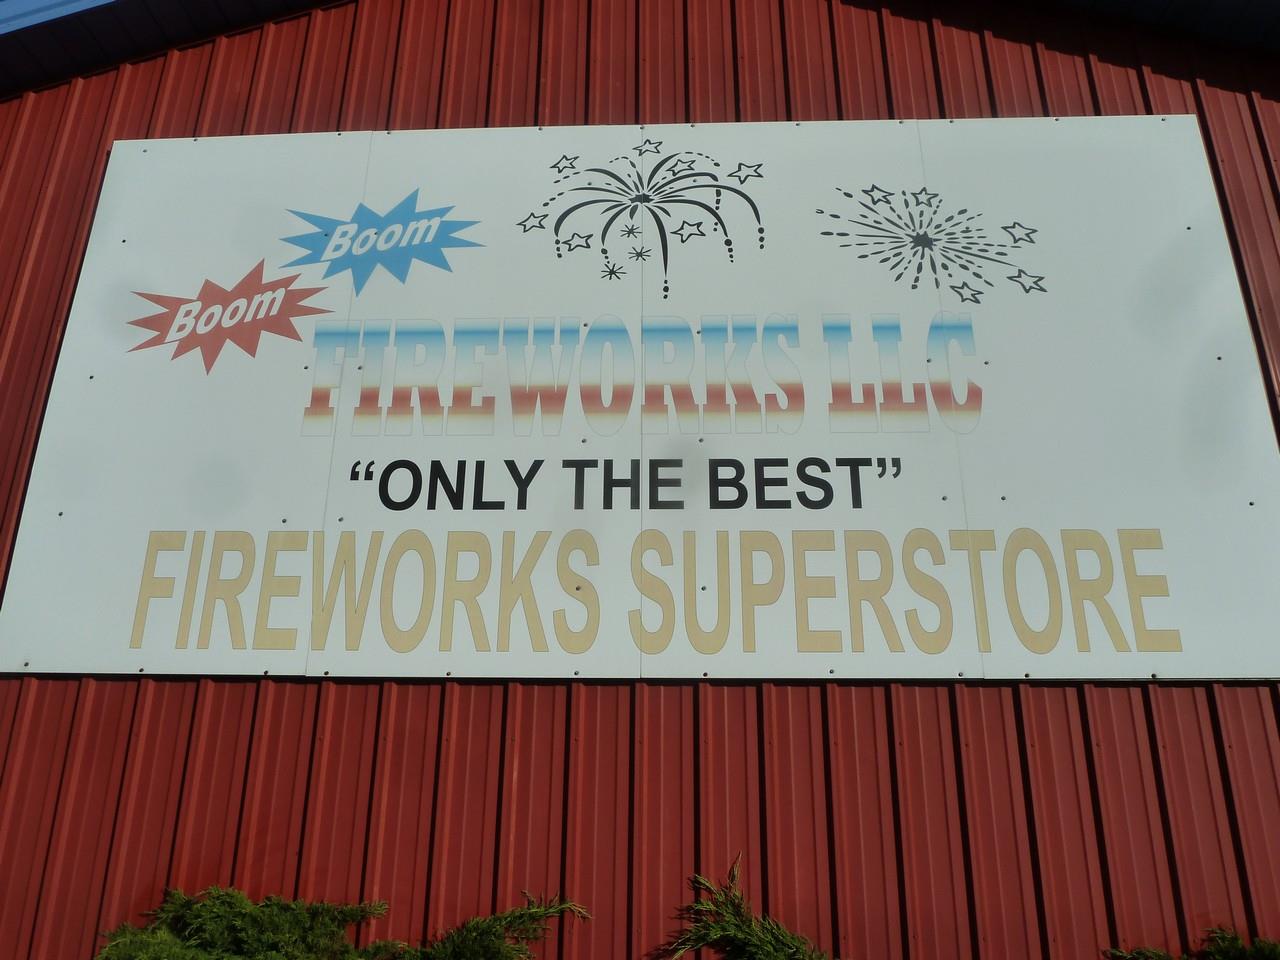 Boom
Boom
FIREWORKS LLC
“ONLY THE BEST”
FIREWORKS SUPERSTORE